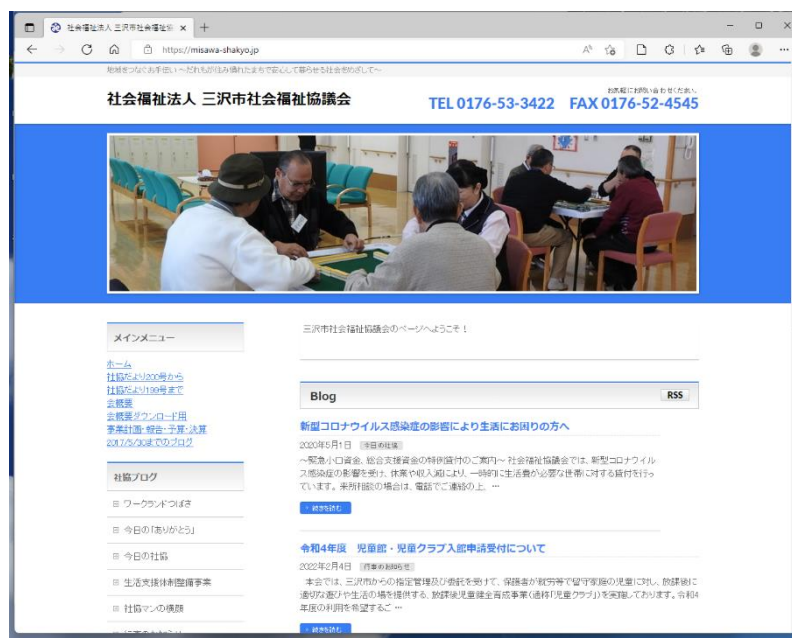 社会福祉法人 三沢市社会福祉協
https://misawa-shakyo.jp
地域をつなぐお手伝い ～だれもが住み慣れたまちで安心して暮らせる社会をめざして～
社会福祉法人 三沢市社会福祉協議会
お気軽にお問い合わせください。
TEL 0176-53-3422 FAX 0176-52-4545
メインメニュー
ホーム
社協だより200号から
社協だより199号まで
会概要
会概要ダウンロード用
事業計画・報告・予算・決算
2017/5/30までのブログ
社協ブログ
ワークランドつばさ
今日の「ありがとう」
今日の社協
生活支援体制整備事業
社協マンの横顔
三沢市社会福祉協議会のページへようこそ！
Blog
RSS
新型コロナウイルス感染症の影響により生活にお困りの方へ
2020年5月1日 今日の社協
～緊急小口資金、総合支援資金の特例貸付のご案内～ 社会福祉協議会では、新型コロナウイル
ス感染症の影響を受け、休業や収入減により、一時的に生活費が必要な世帯に対する貸付を行っ
ています。来所相談の場合は、電話でご連絡の上、…
続きを読む
令和4年度 児童館・児童クラブ入館申請受付について
2022年2月4日 行事のお知らせ
本会では、三沢市からの指定管理及び委託を受けて、保護者が就労等で留守家庭の児童に対し、放課後に
適切な遊びや生活の場を提供する、放課後児童健全育成事業（通称「児童クラブ」）を実施しております。令和4
年度の利用を希望するご …
続きを読む